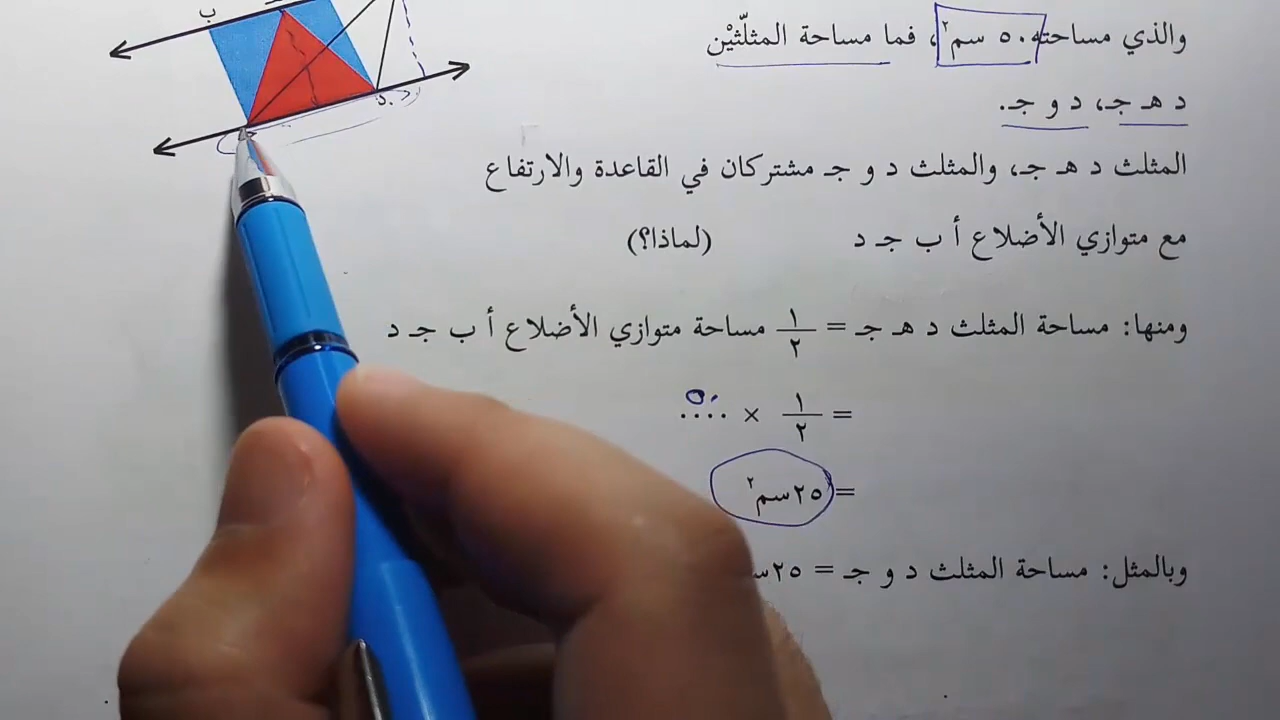 ب
د
والذي مساحته ٥٠ سم٢، فما مساحة المثلّثيْن
د هـ جـ، د و جـ.
المثلث د هـ جـ، والمثلث د و جـ مشتركان في القاعدة والارتفاع
مع متوازي الأضلاع أ ب جـ د (لماذا؟)
ومنها: مساحة المثلث د هـ جـ = ١/٢ مساحة متوازي الأضلاع أ ب جـ د
= ١/٢ × ٥٠
= ٢٥سم٢
وبالمثل: مساحة المثلث د و جـ = ٢٥